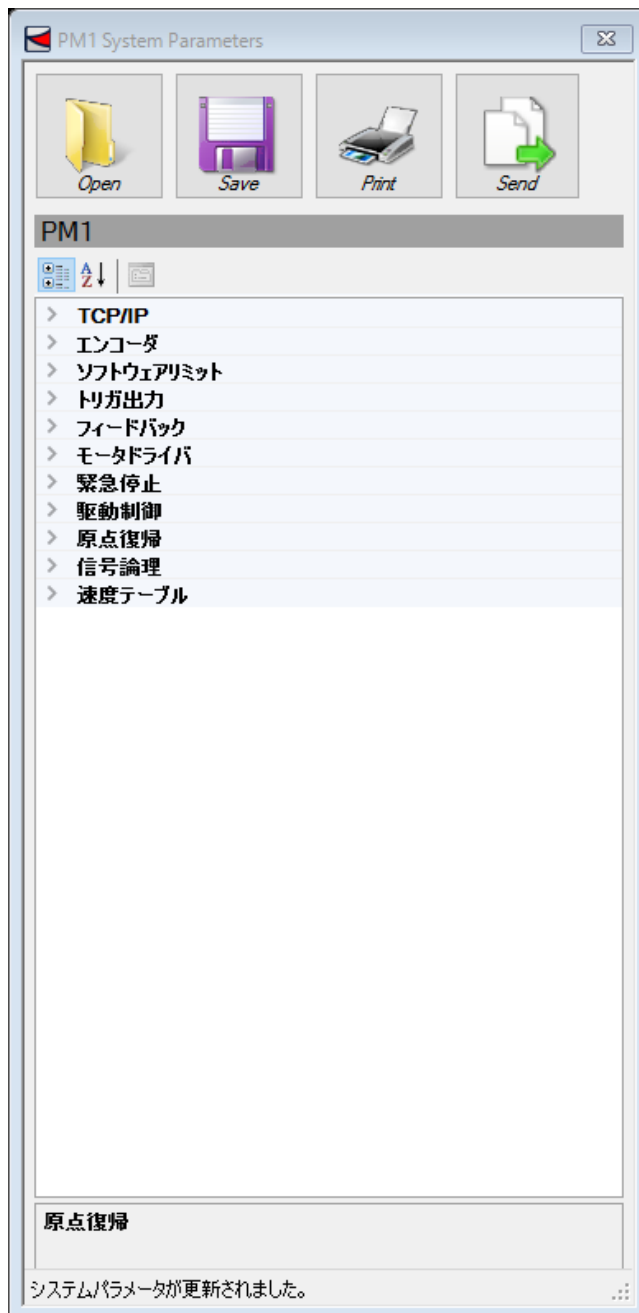 PM1 System Parameters
Open Save Print Send
PM1
TCP/IP
エンコーダ
ソフトウェアリミット
トリガ出力
フィードバック
モータドライバ
緊急停止
駆動制御
原点復帰
信号論理
速度テーブル
原点復帰
システムパラメータが更新されました。